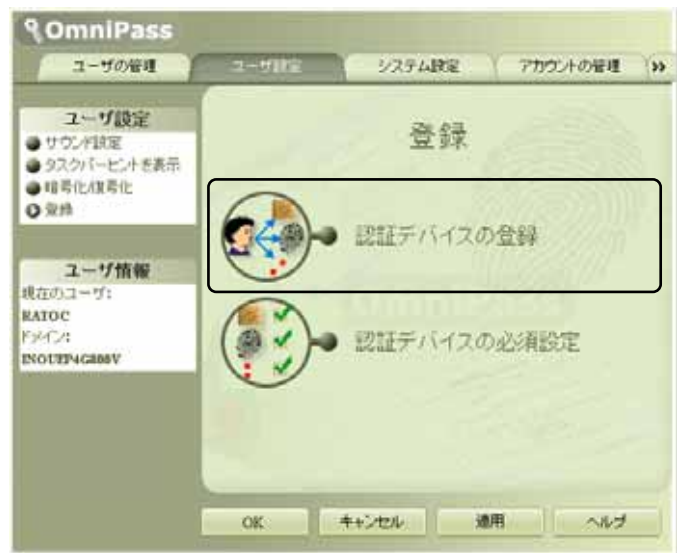 OmniPass
ユーザの管理
ユーザ設定
システム設定
アカウントの管理
ユーザ設定
サウンド設定
タスクバーヒントを表示
暗号化/復号化
登録
ユーザ情報
現在のユーザ:
RATOC
ドメイン:
登録
認証デバイスの登録
認証デバイスの必須設定
OK
キャンセル
適用
ヘルプ